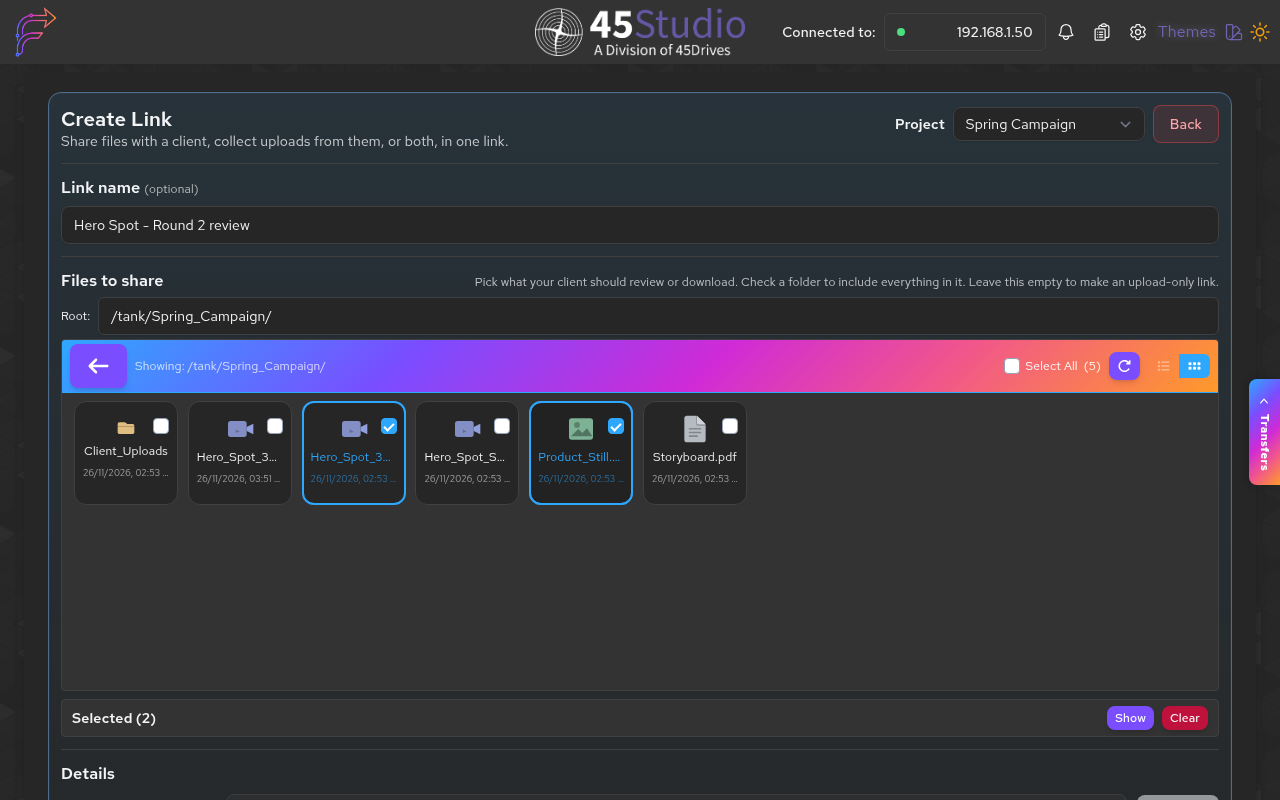 45Studio
A Division of 45Drives
Connected to:
192.168.1.50
Themes
Create Link
Share files with a client, collect uploads from them, or both, in one link.
Project
Spring Campaign
Back
Link name (optional)
Hero Spot - Round 2 review
Files to share
Pick what your client should review or download. Check a folder to include everything in it. Leave this empty to make an upload-only link.
Root:
/tank/Spring_Campaign/
Showing: /tank/Spring_Campaign/
Select All (5)
Client_Uploads
26/11/2026, 02:53 ...
Hero_Spot_3...
26/11/2026, 03:51 ...
Hero_Spot_3...
26/11/2026, 02:53 ...
Hero_Spot_S...
26/11/2026, 02:53 ...
Product_Still....
26/11/2026, 02:53 ...
Storyboard.pdf
26/11/2026, 02:53 ...
Transfers
Selected (2)
Show
Clear
Details